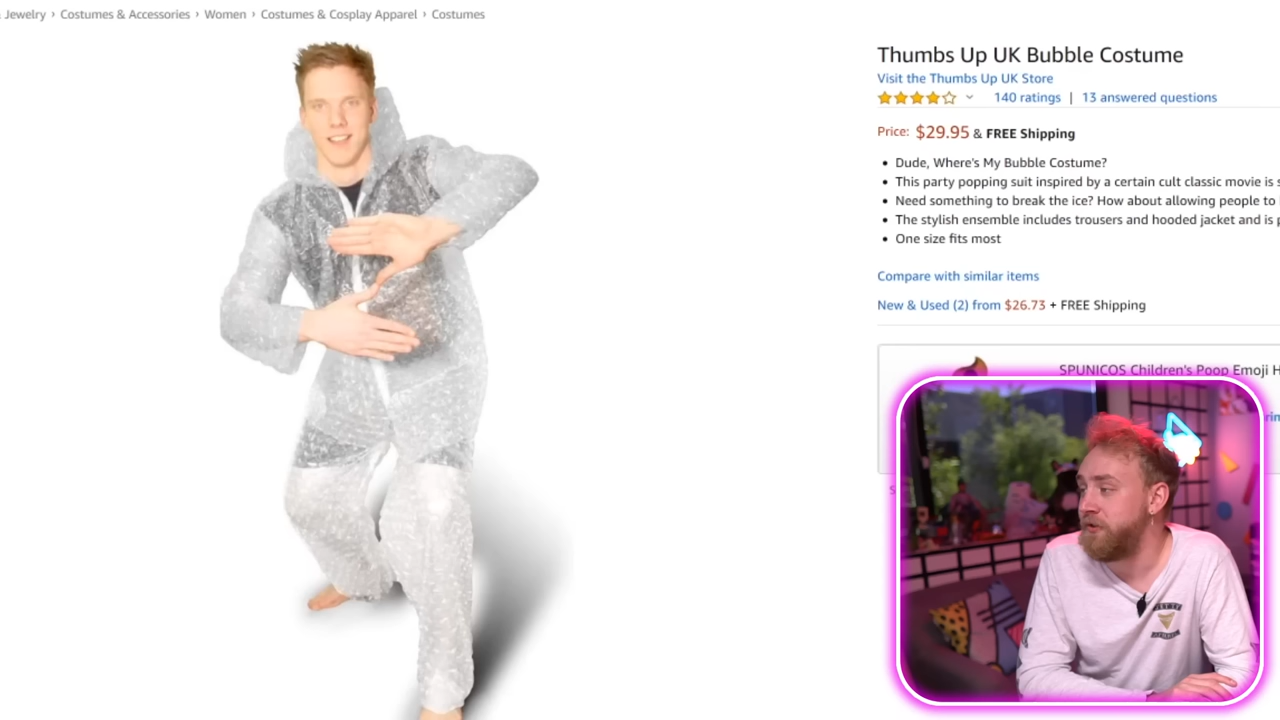 Jewelry › Costumes & Accessories › Women › Costumes & Cosplay Apparel › Costumes
Thumbs Up UK Bubble Costume
Visit the Thumbs Up UK Store
140 ratings | 13 answered questions
Price: $29.95 & FREE Shipping
• Dude, Where's My Bubble Costume?
• This party popping suit inspired by a certain cult classic movie is
• Need something to break the ice? How about allowing people to
• The stylish ensemble includes trousers and hooded jacket and is
• One size fits most
Compare with similar items
New & Used (2) from $26.73 + FREE Shipping
SPUNICOS Children's Poop Emoji